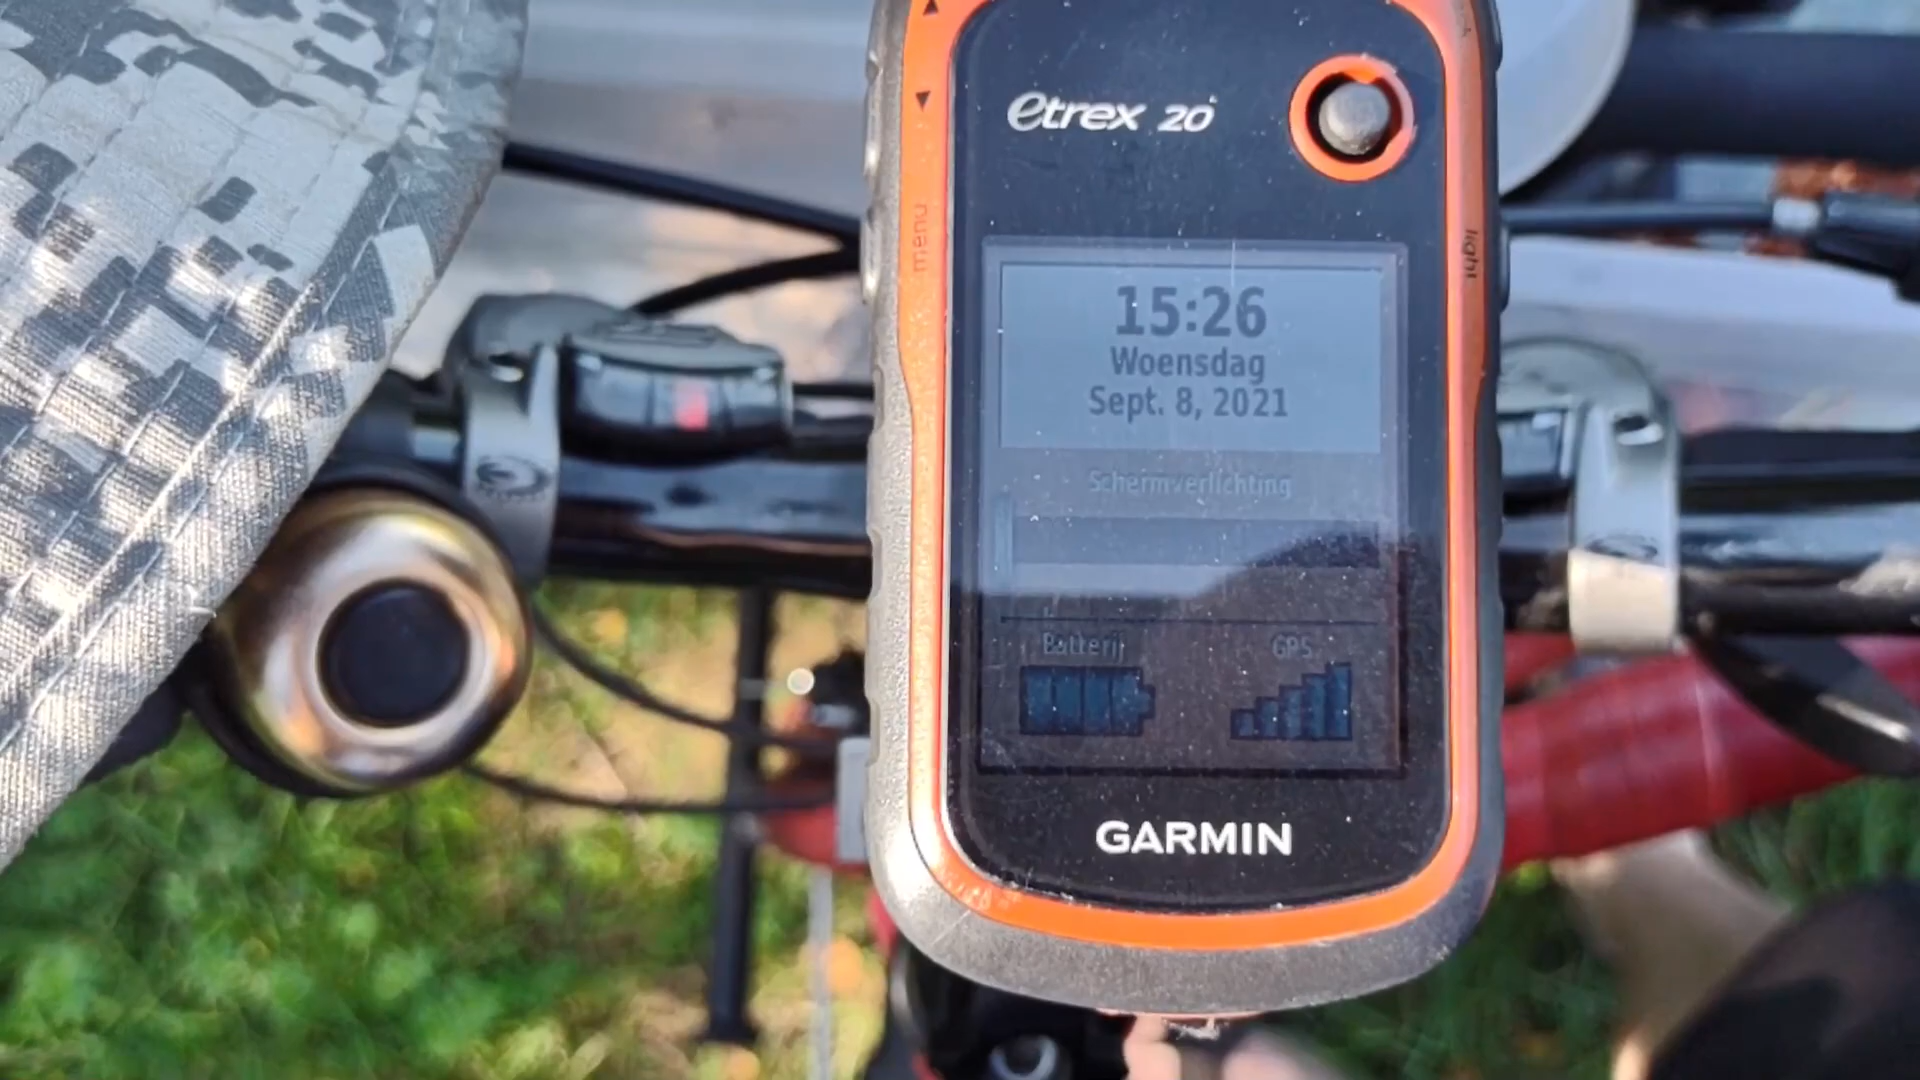 etrex 20
menu
light
15:26
Woensdag
Sept. 8, 2021
Schermverlichting
Batterij
GPS
GARMIN